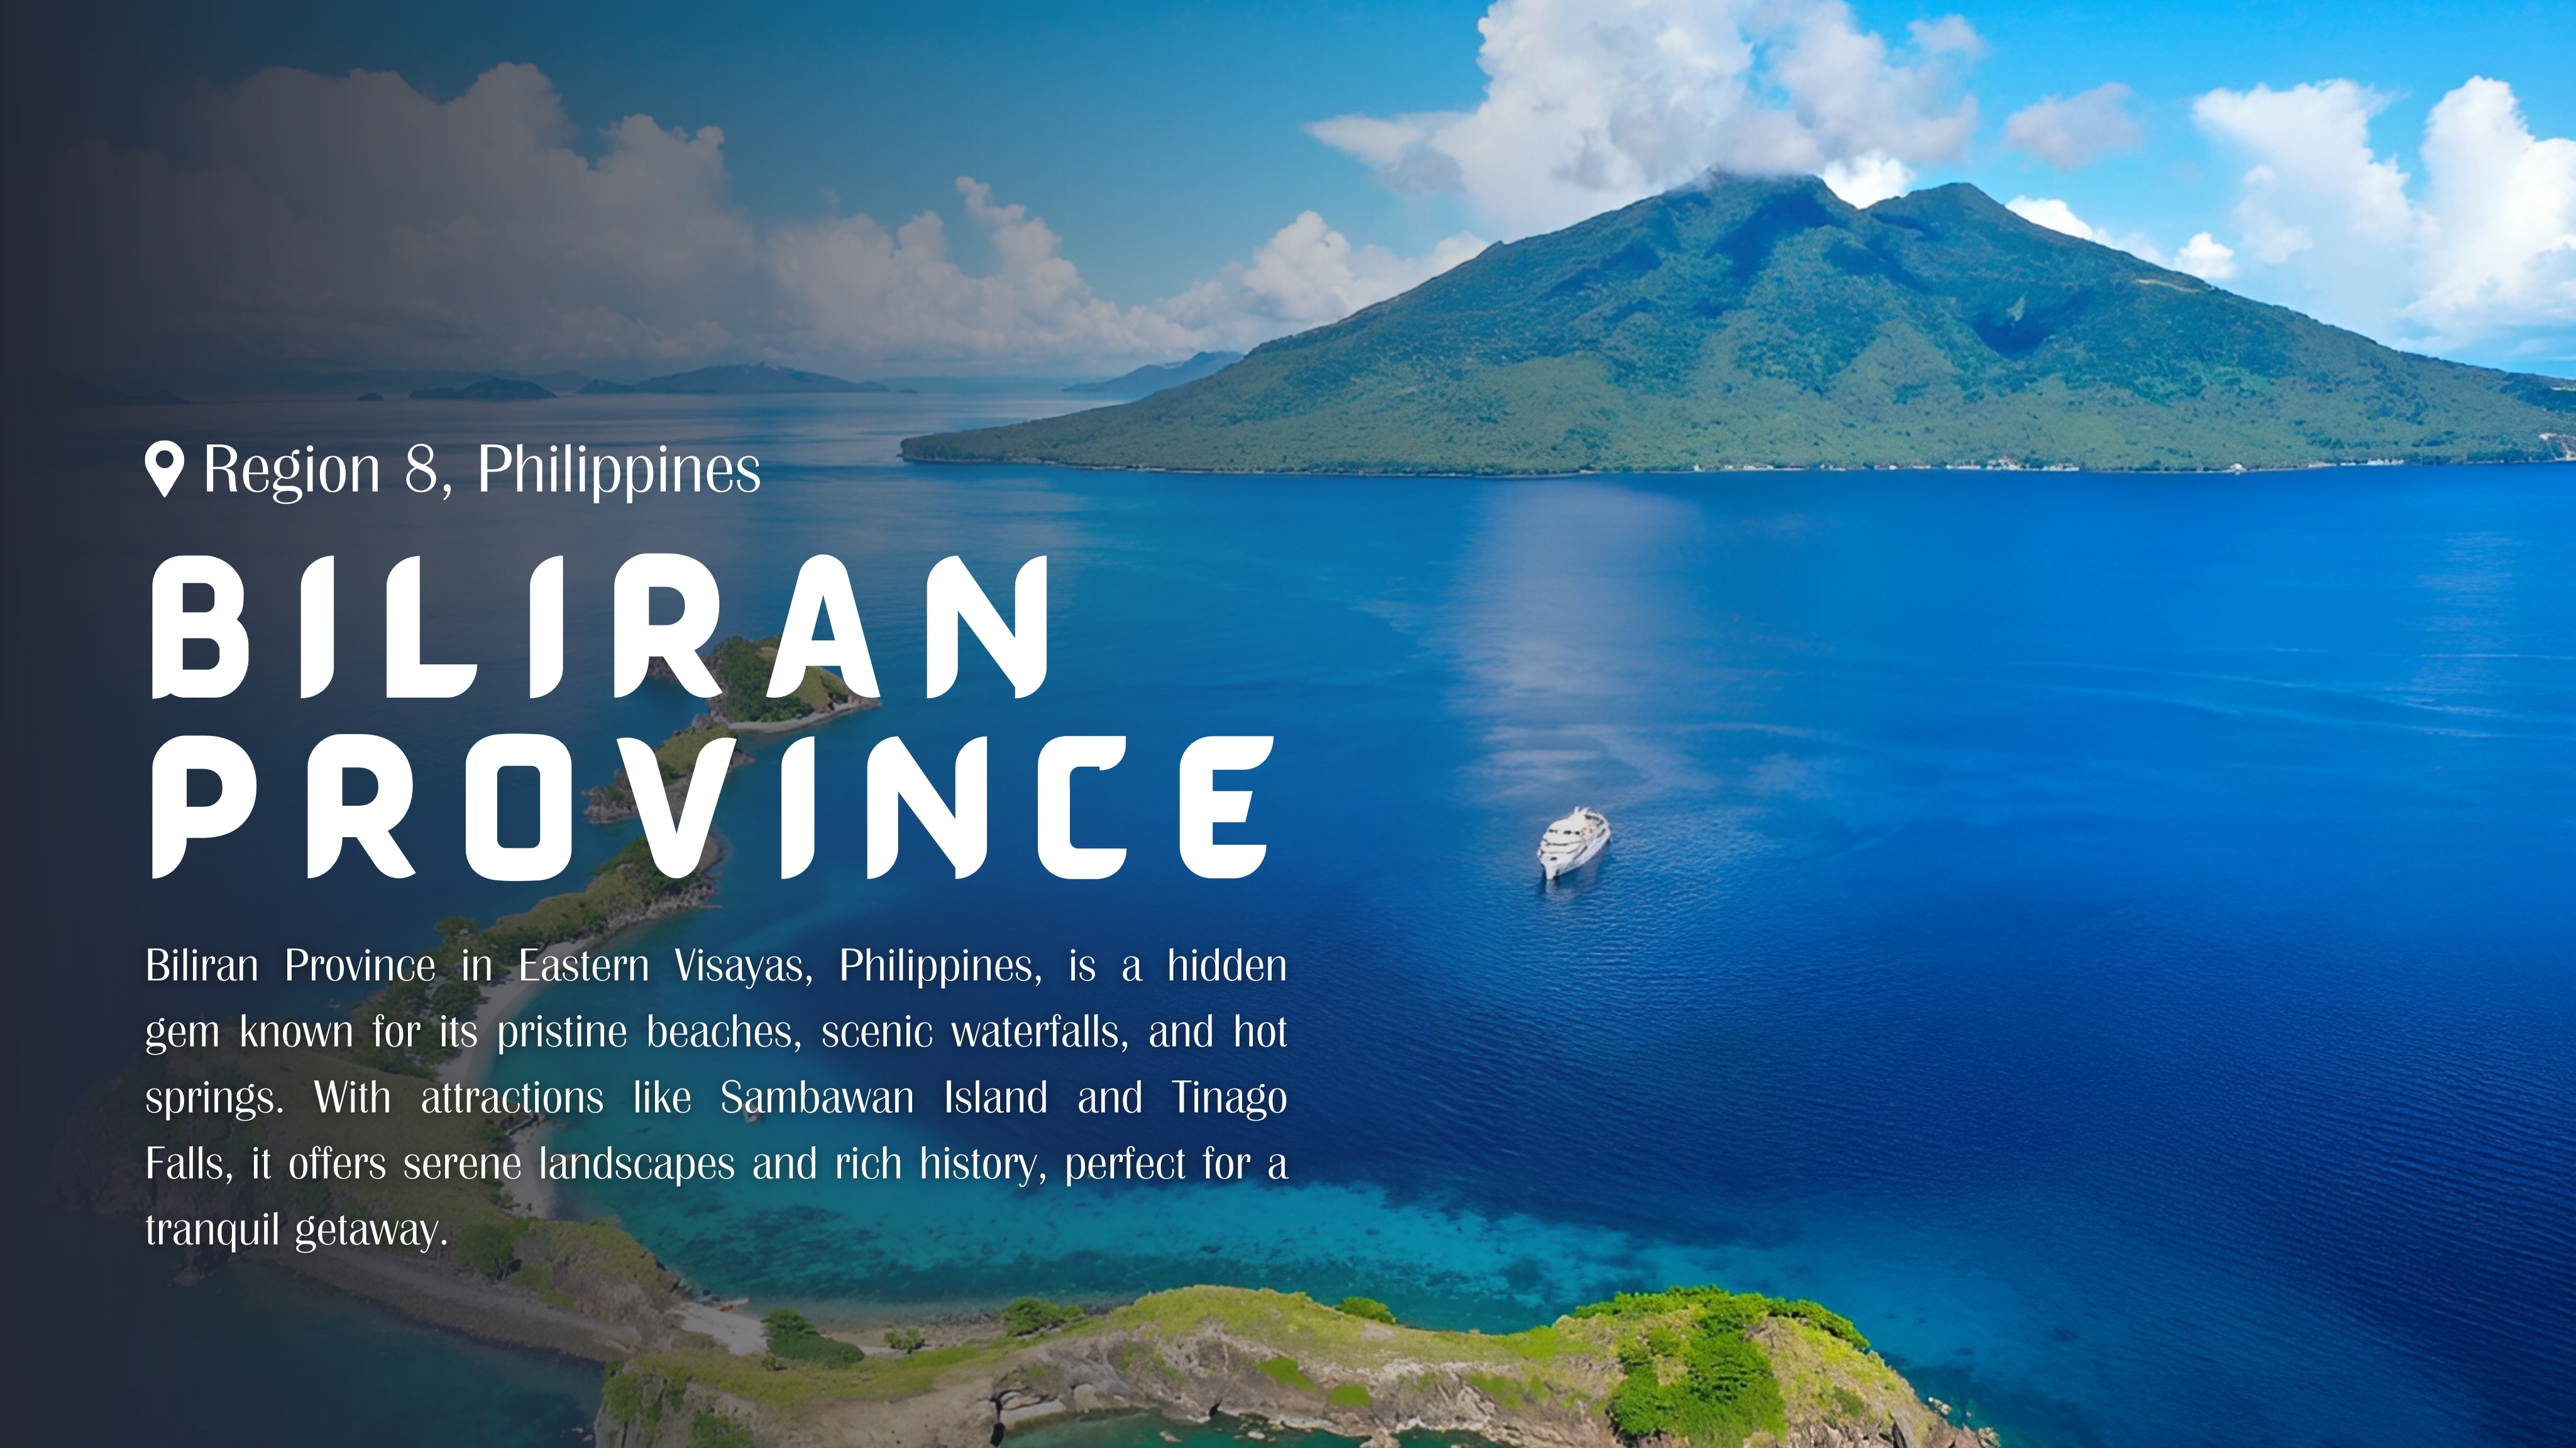 Region 8, Philippines
BILIRAN
PROVINCE
Biliran Province in Eastern Visayas, Philippines, is a hidden
gem known for its pristine beaches, scenic waterfalls, and hot
springs. With attractions like Sambawan Island and Tinago
Falls, it offers serene landscapes and rich history, perfect for a
tranquil getaway.